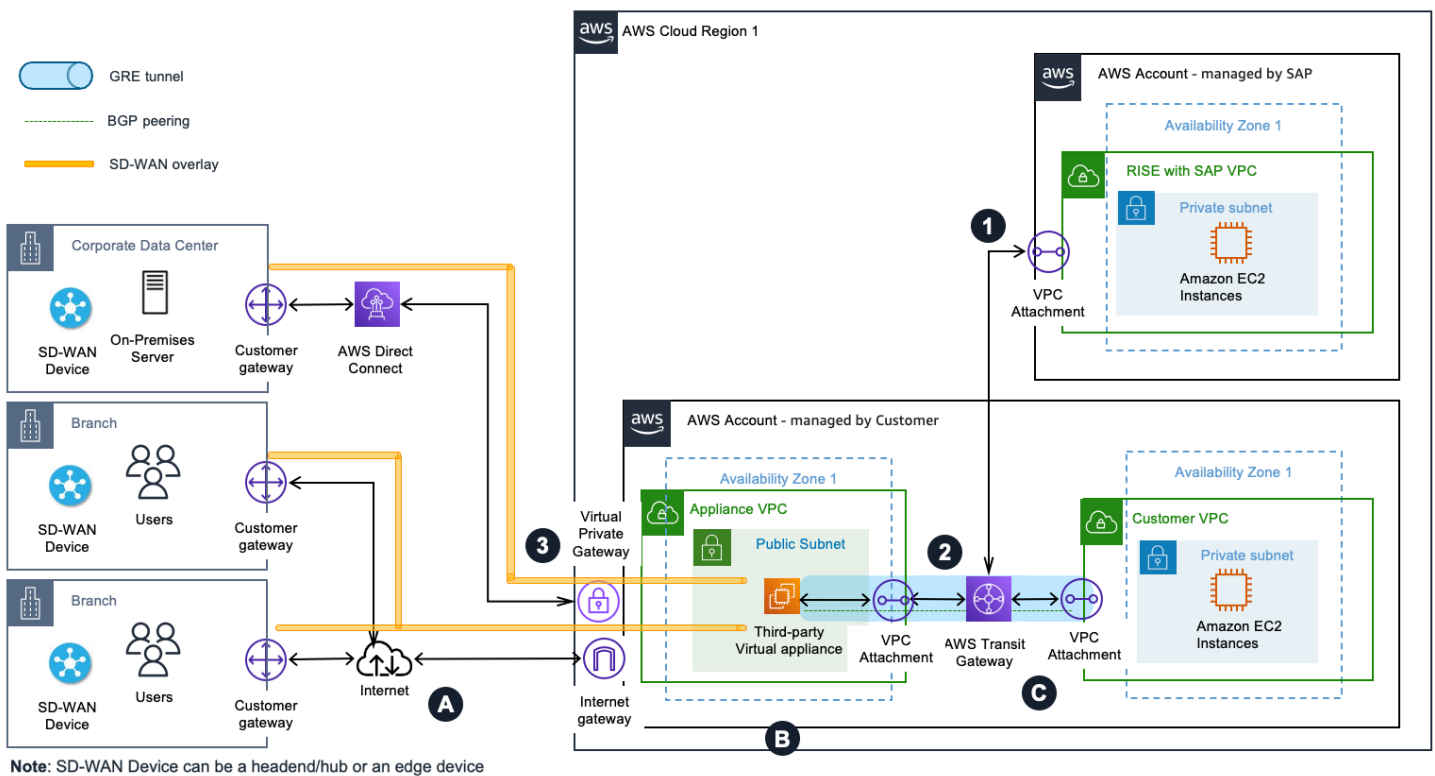 aws
AWS Cloud Region 1
GRE tunnel
BGP peering
SD-WAN overlay
aws
AWS Account - managed by SAP
Availability Zone 1
RISE with SAP VPC
Private subnet
Amazon EC2
Instances
1
VPC
Attachment
Corporate Data Center
SD-WAN
Device
On-Premises
Server
Customer
gateway
AWS Direct
Connect
Branch
SD-WAN
Device
Users
Customer
gateway
Branch
SD-WAN
Device
Users
Customer
gateway
Internet
A
aws
AWS Account - managed by Customer
3
Virtual
Private
Gateway
Internet
gateway
Availability Zone 1
Appliance VPC
Public Subnet
Third-party
Virtual appliance
VPC
Attachment
2
AWS Transit
Gateway
VPC
Attachment
C
B
Availability Zone 1
Customer VPC
Private subnet
Amazon EC2
Instances
Note: SD-WAN Device can be a headend/hub or an edge device